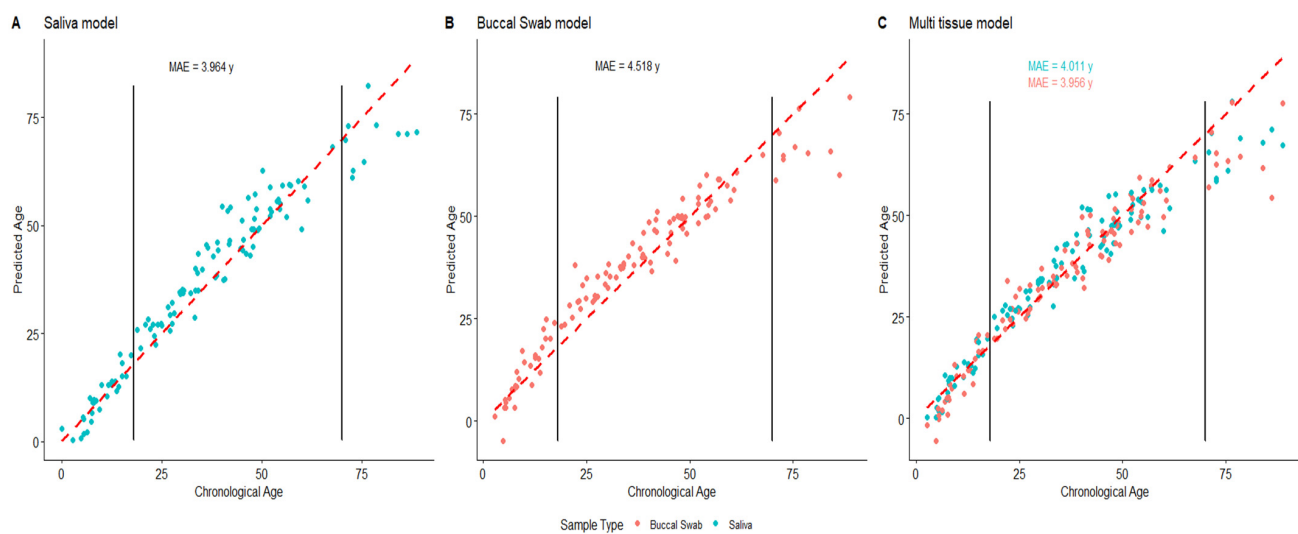 A Saliva model
MAE = 3.964 y
Predicted Age
75
50
25
0
0 25 50 75
Chronological Age
B Buccal Swab model
MAE = 4.518 y
Predicted Age
75
50
25
0
0 25 50 75
Chronological Age
C Multi tissue model
MAE = 4.011 y
MAE = 3.956 y
Predicted Age
75
50
25
0
25 50 75
Chronological Age
Sample Type Buccal Swab Saliva